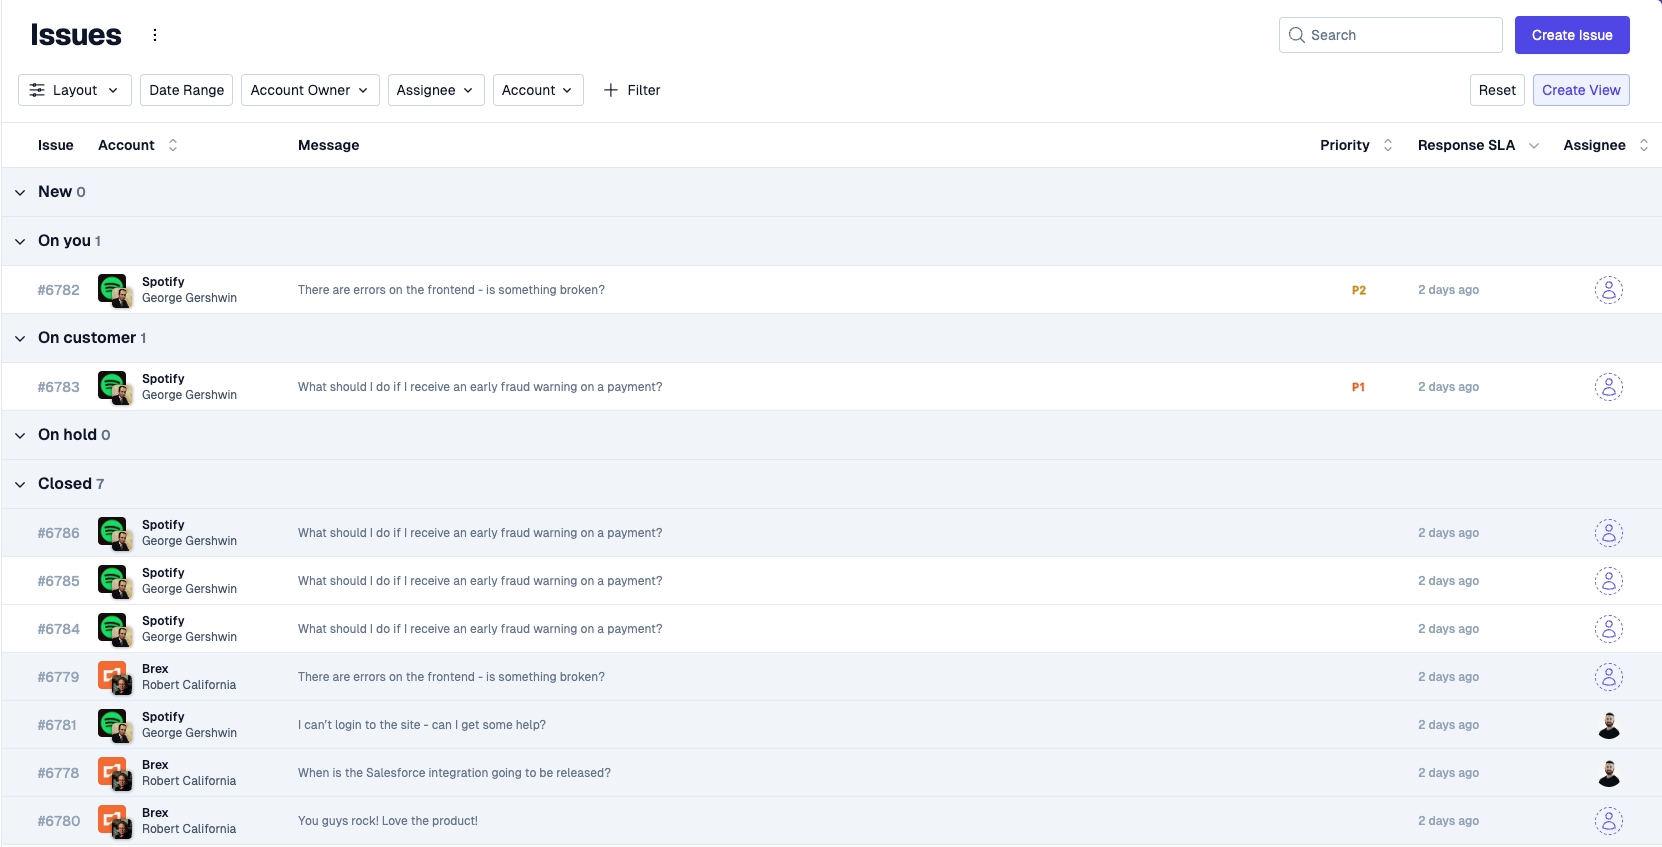 Issues
Search
Create Issue
Layout
Date Range
Account Owner
Assignee
Account
Filter
Reset
Create View
Issue Account Message Priority Response SLA Assignee
New 0
On you 1
#6782 Spotify There are errors on the frontend - is something broken? P2 2 days ago
George Gershwin
On customer 1
#6783 Spotify What should I do if I receive an early fraud warning on a payment? P1 2 days ago
George Gershwin
On hold 0
Closed 7
#6786 Spotify What should I do if I receive an early fraud warning on a payment? 2 days ago
George Gershwin
#6785 Spotify What should I do if I receive an early fraud warning on a payment? 2 days ago
George Gershwin
#6784 Spotify What should I do if I receive an early fraud warning on a payment? 2 days ago
George Gershwin
#6779 Brex There are errors on the frontend - is something broken? 2 days ago
Robert California
#6781 Spotify I can't login to the site - can I get some help? 2 days ago
George Gershwin
#6778 Brex When is the Salesforce integration going to be released? 2 days ago
Robert California
#6780 Brex You guys rock! Love the product! 2 days ago
Robert California